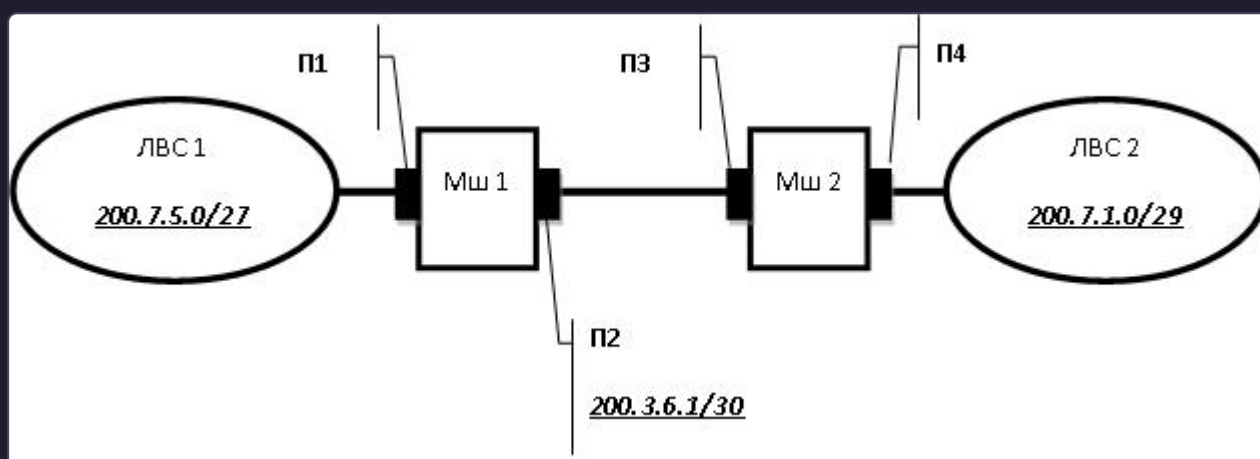 П1
П3
П4
ЛВС 1
200.7.5.0/27
Мш 1
Мш 2
ЛВС 2
200.7.1.0/29
П2
200.3.6.1/30